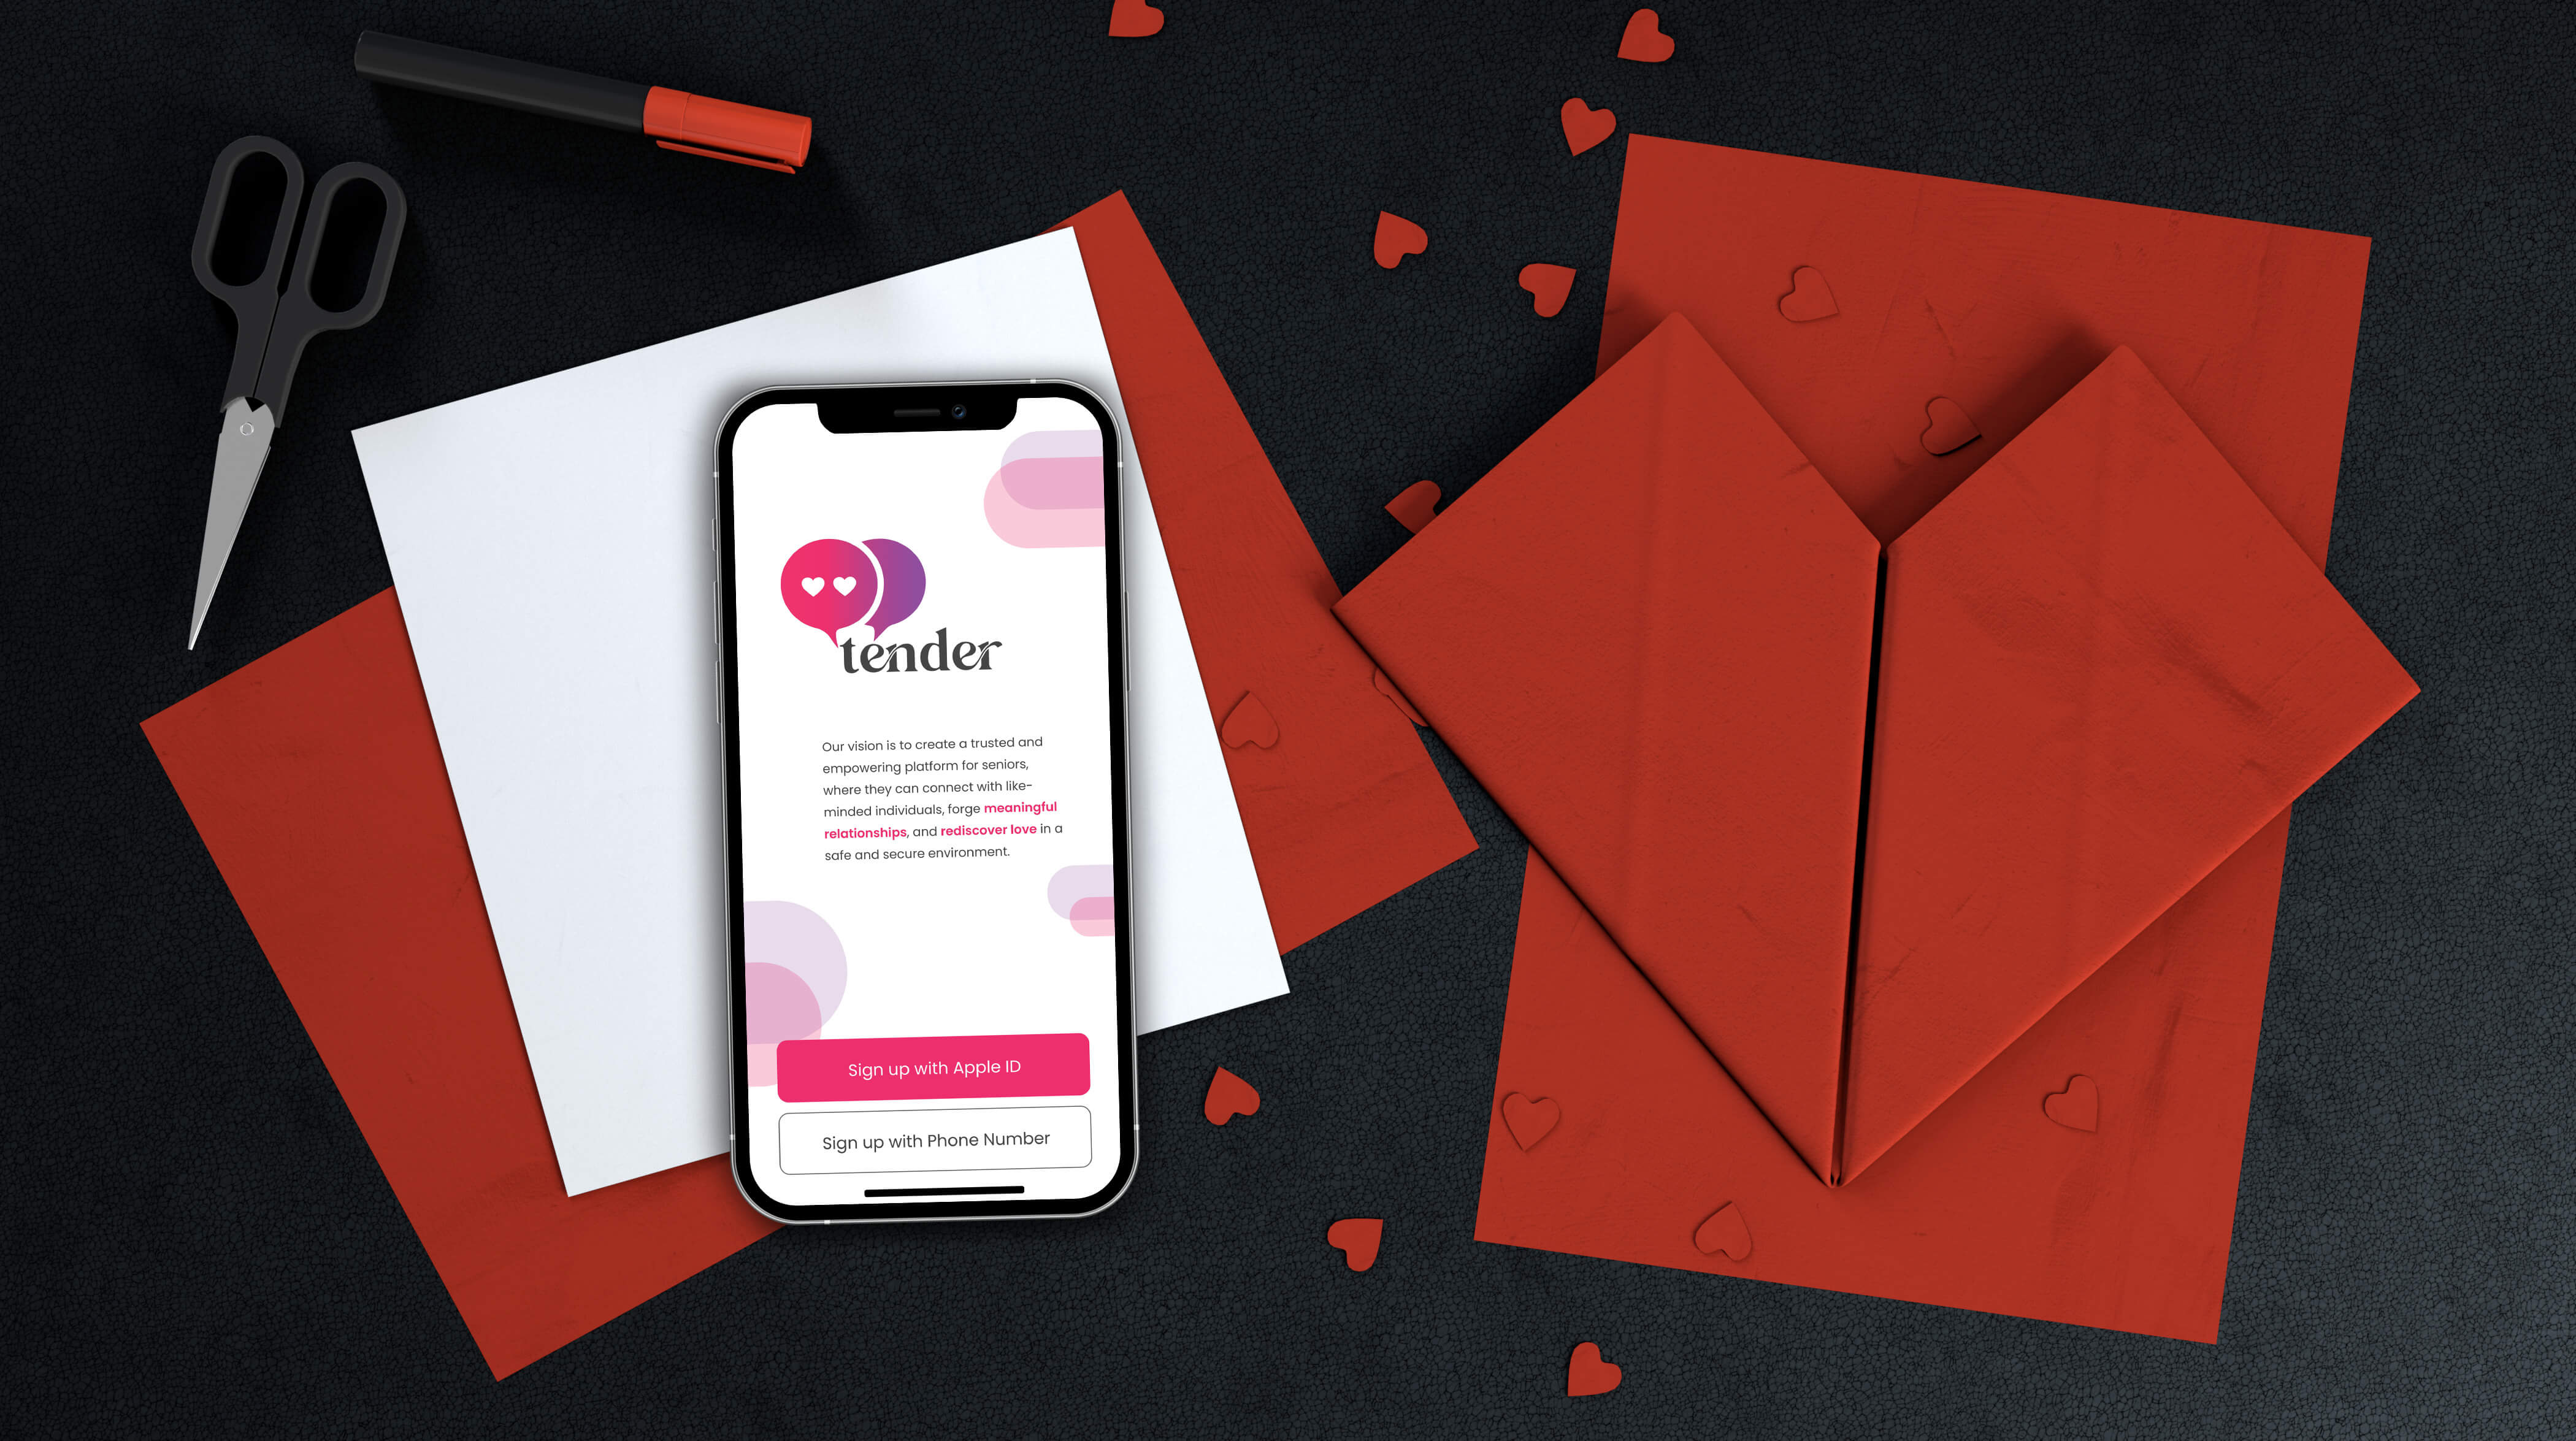 tender
Our vision is to create a trusted and
empowering platform for seniors,
where they can connect with like-
minded individuals, forge meaningful
relationships, and rediscover love in a
safe and secure environment.
Sign up with Apple ID
Sign up with Phone Number